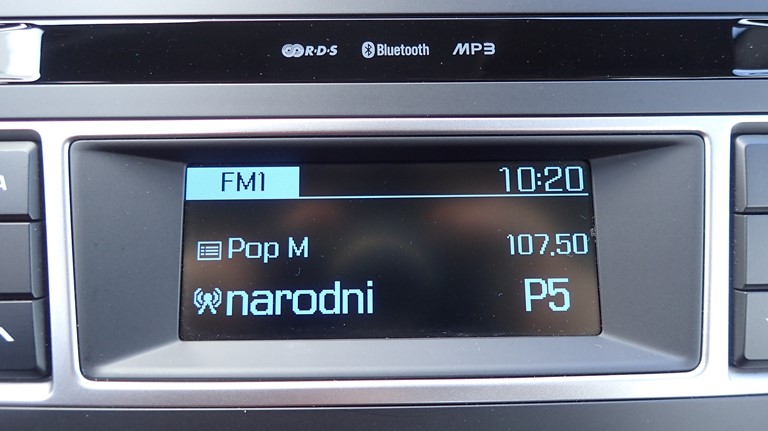 R·D·S Bluetooth MP3
FM1 10:20
Pop M 107.50
narodni P5